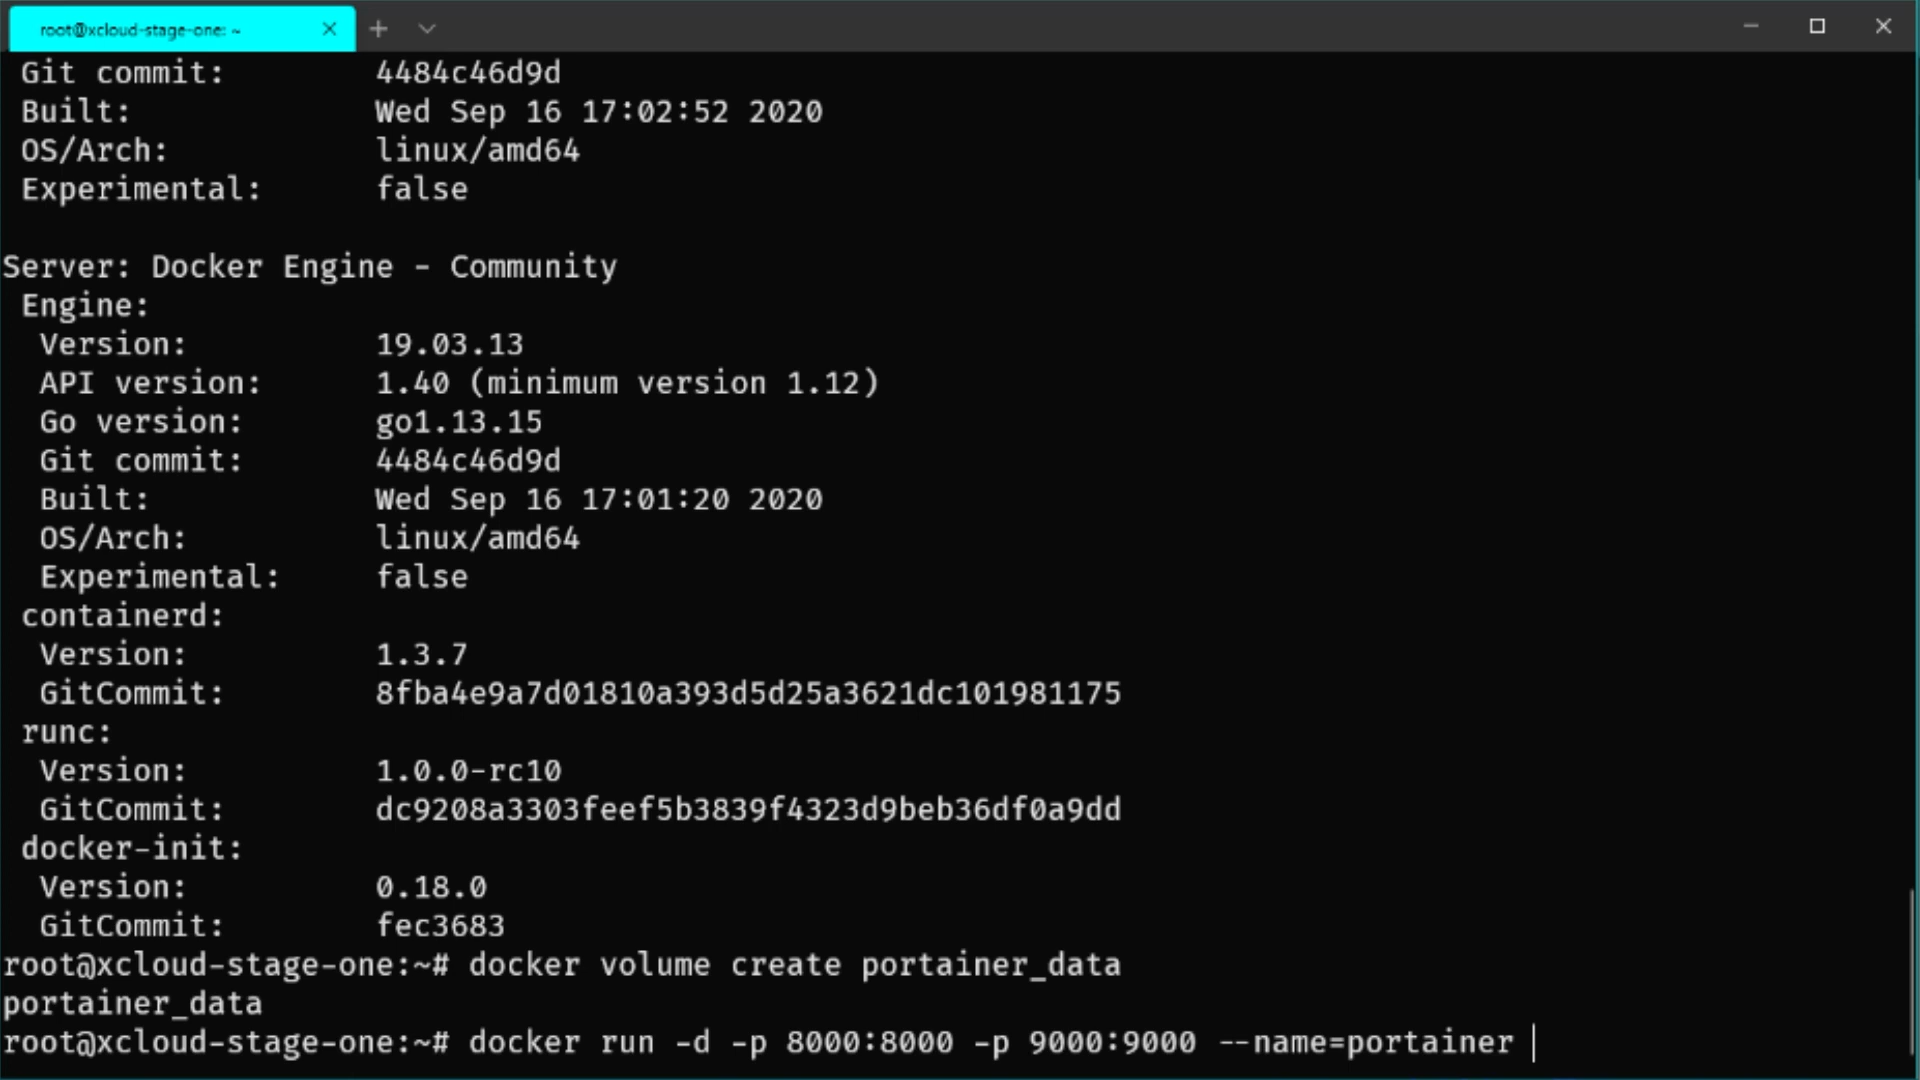 root@xcloud-stage-one: ~
Git commit: 4484c46d9d
Built: Wed Sep 16 17:02:52 2020
OS/Arch: linux/amd64
Experimental: false
Server: Docker Engine - Community
Engine:
Version: 19.03.13
API version: 1.40 (minimum version 1.12)
Go version: go1.13.15
Git commit: 4484c46d9d
Built: Wed Sep 16 17:01:20 2020
OS/Arch: linux/amd64
Experimental: false
containerd:
Version: 1.3.7
GitCommit: 8fba4e9a7d01810a393d5d25a3621dc101981175
runc:
Version: 1.0.0-rc10
GitCommit: dc9208a3303feef5b3839f4323d9beb36df0a9dd
docker-init:
Version: 0.18.0
GitCommit: fec3683
root@xcloud-stage-one:~# docker volume create portainer_data
portainer_data
root@xcloud-stage-one:~# docker run -d -p 8000:8000 -p 9000:9000 --name=portainer